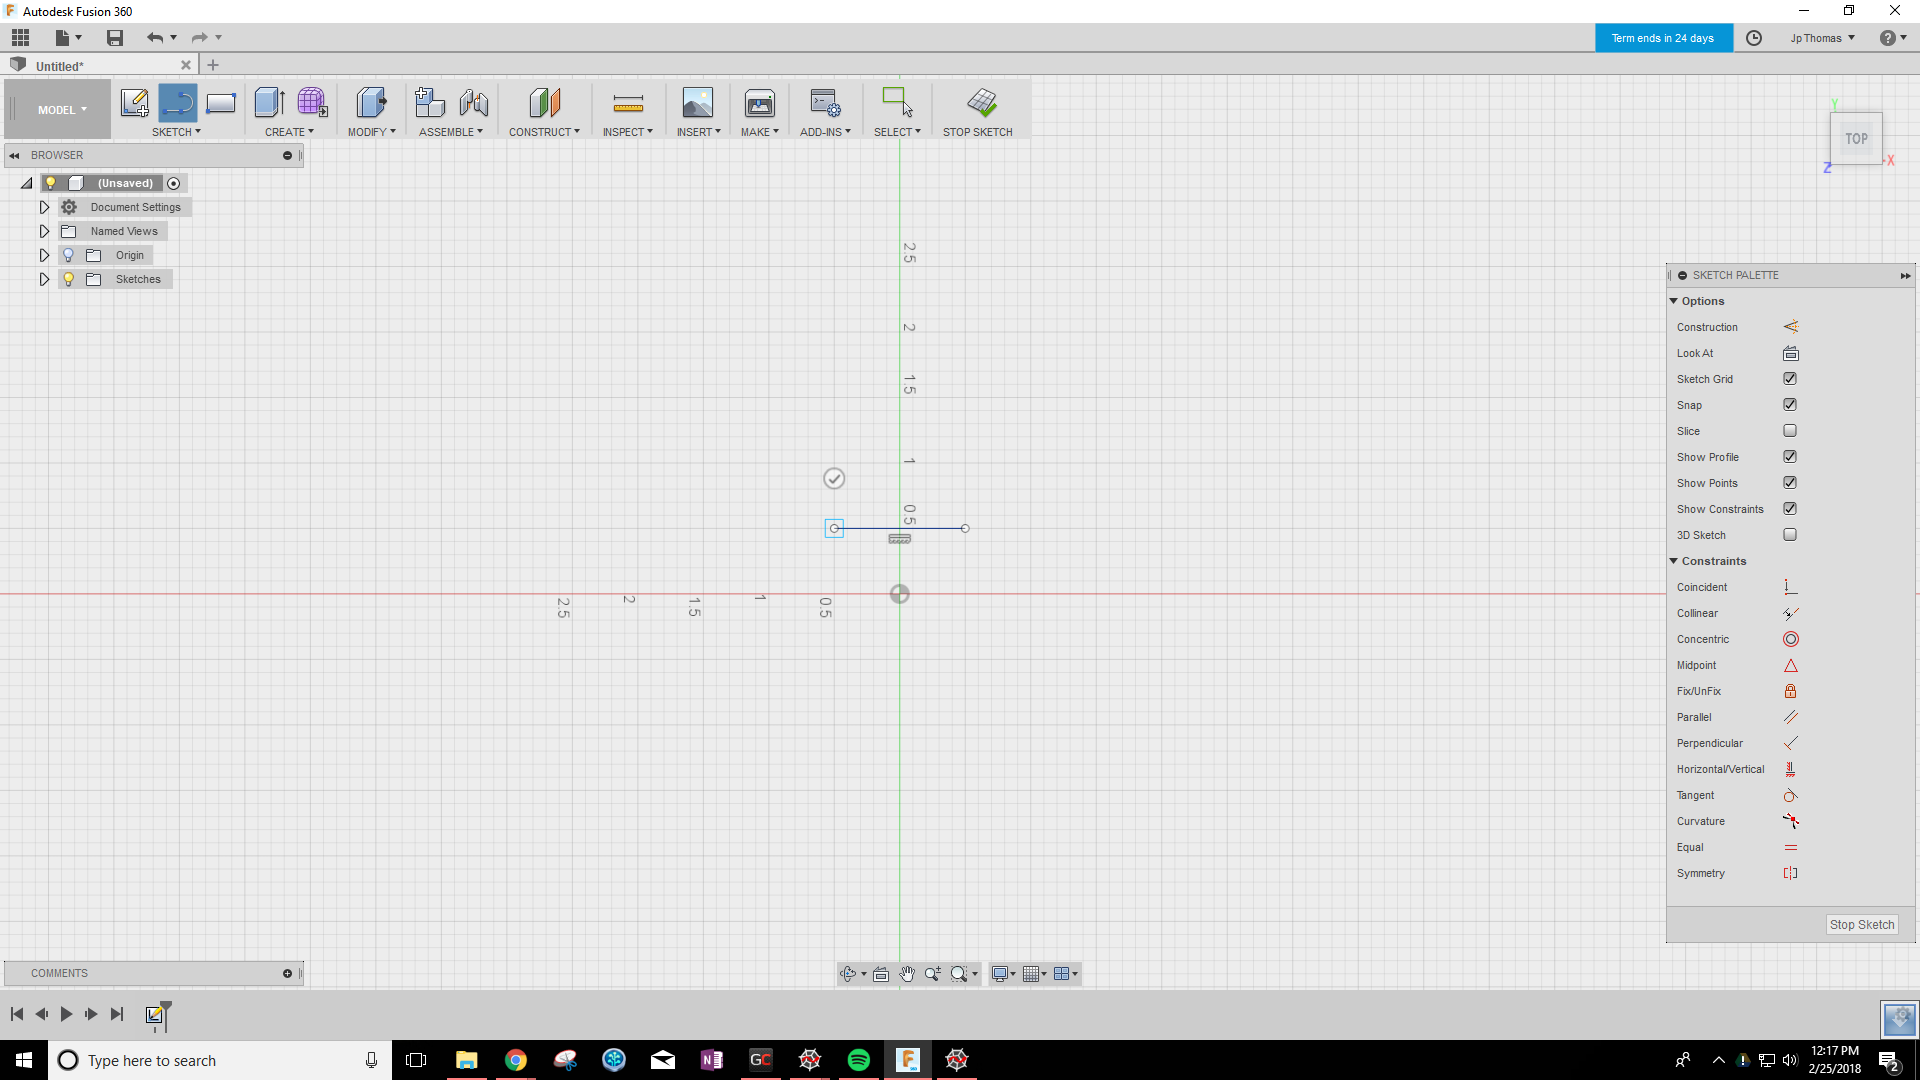 Autodesk Fusion 360
Term ends in 24 days
Jp Thomas
Untitled*
MODEL
SKETCH
CREATE
MODIFY
ASSEMBLE
CONSTRUCT
INSPECT
INSERT
MAKE
ADD-INS
SELECT
STOP SKETCH
BROWSER
(Unsaved)
Document Settings
Named Views
Origin
Sketches
Y
TOP
X
Z
2.5
2
1.5
1
0.5
2.5
2
1.5
1
0.5
SKETCH PALETTE
Options
Construction
Look At
Sketch Grid
Snap
Slice
Show Profile
Show Points
Show Constraints
3D Sketch
Constraints
Coincident
Collinear
Concentric
Midpoint
Fix/UnFix
Parallel
Perpendicular
Horizontal/Vertical
Tangent
Curvature
Equal
Symmetry
Stop Sketch
COMMENTS
Type here to search
N
GC
F
360
12:17 PM
2/25/2018
2